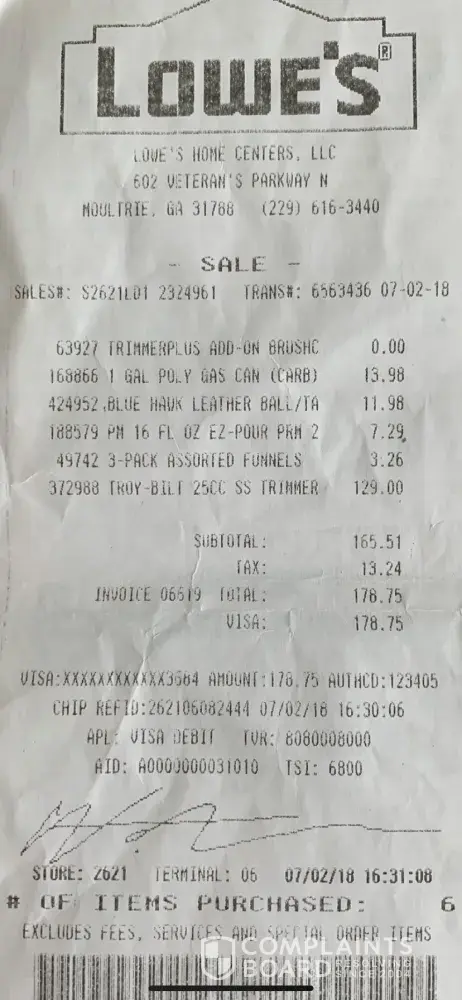 LOWE'S®
LOWE'S HOME CENTERS, LLC
602 VETERAN'S PARKWAY N
MOULTRIE, GA 31788 (229) 616-3440
- SALE -
SALES#: S2621LD1 2324961 TRANS#: 6563436 07-02-18
63927 TRIMMERPLUS ADD-ON BRUSHC 0.00
168866 1 GAL POLY GAS CAN (CARB) 13.98
424952 BLUE HAWK LEATHER BALL/TA 11.98
188579 PM 16 FL OZ EZ-POUR PRM 2 7.29
49742 3-PACK ASSORTED FUNNELS 3.26
372988 TROY-BILT 25CC SS TRIMMER 129.00
SUBTOTAL: 165.51
TAX: 13.24
INVOICE 06519 TOTAL: 178.75
VISA: 178.75
VISA:XXXXXXXXXXXX3684 AMOUNT:178.75 AUTHCD:123405
CHIP REFID:262106082444 07/02/18 16:30:06
APL: VISA DEBIT TVR: 8080008000
AID: A0000000031010 TSI: 6800
STORE: 2621 TERMINAL: 06 07/02/18 16:31:08
# OF ITEMS PURCHASED: 6
EXCLUDES FEES, SERVICES AND SPECIAL ORDER ITEMS
COMPLAINTS
BOARD RESOLVING
SINCE 2004